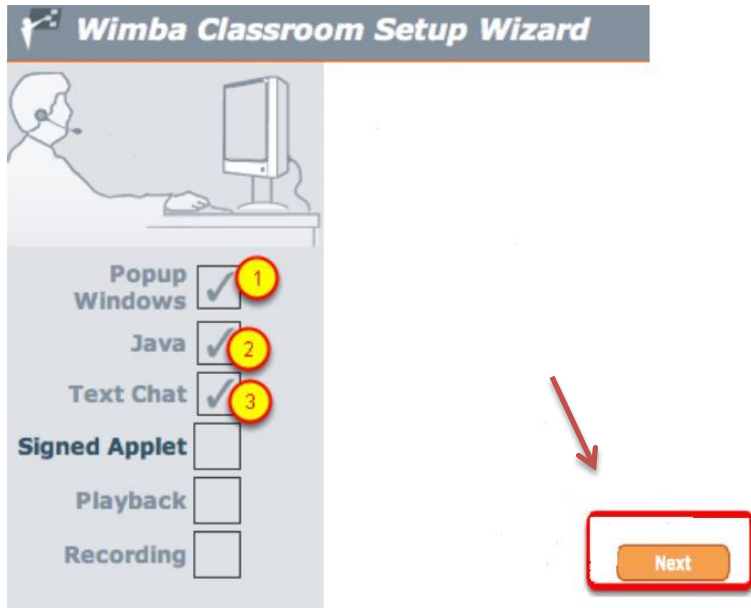 Wimba Classroom Setup Wizard
Popup
Windows
1
Java
2
Text Chat
3
Signed Applet
Playback
Recording
Next